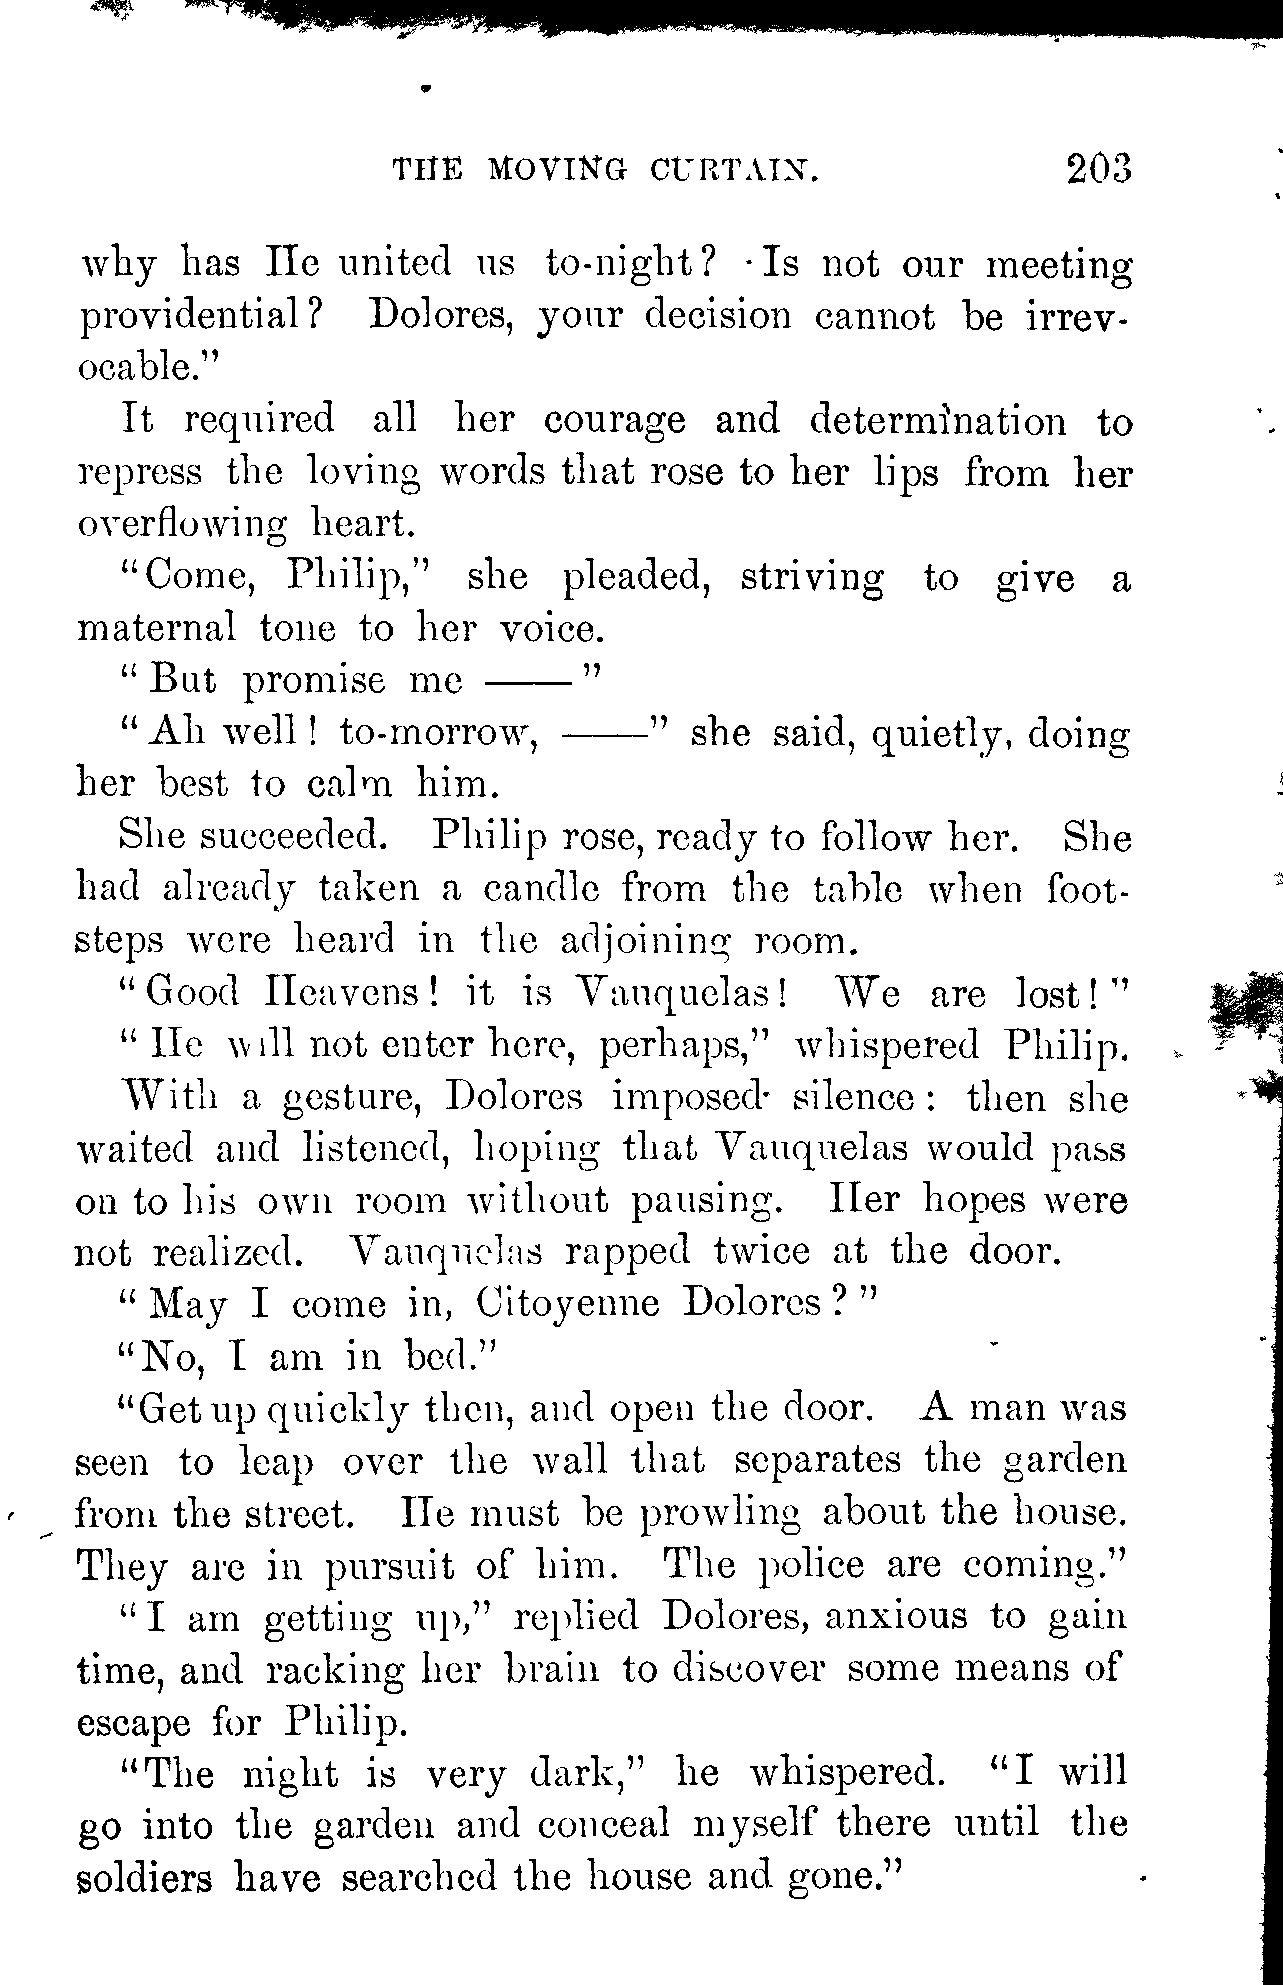 THE MOVING CURTAIN. 203
why has He united us to-night? Is not our meeting
providential? Dolores, your decision cannot be irrev-
ocable."
It required all her courage and determination to
repress the loving words that rose to her lips from her
overflowing heart.
"Come, Philip," she pleaded, striving to give a
maternal tone to her voice.
"But promise me ——"
"Ah well! to-morrow, ——" she said, quietly, doing
her best to calm him.
She succeeded. Philip rose, ready to follow her. She
had already taken a candle from the table when foot-
steps were heard in the adjoining room.
"Good Heavens! it is Vauquelas! We are lost!"
"He will not enter here, perhaps," whispered Philip.
With a gesture, Dolores imposed silence: then she
waited and listened, hoping that Vauquelas would pass
on to his own room without pausing. Her hopes were
not realized. Vauquelas rapped twice at the door.
"May I come in, Citoyenne Dolores?"
"No, I am in bed."
"Get up quickly then, and open the door. A man was
seen to leap over the wall that separates the garden
from the street. He must be prowling about the house.
They are in pursuit of him. The police are coming."
"I am getting up," replied Dolores, anxious to gain
time, and racking her brain to discover some means of
escape for Philip.
"The night is very dark," he whispered. "I will
go into the garden and conceal myself there until the
soldiers have searched the house and gone."